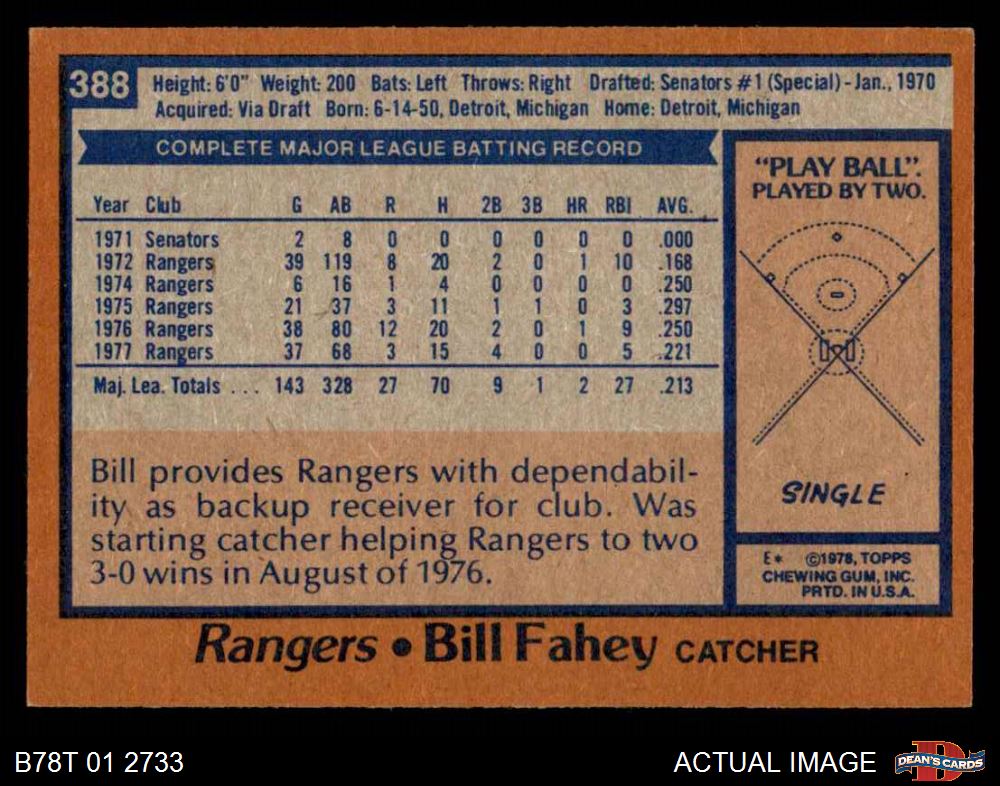 388
Height: 6'0" Weight: 200 Bats: Left Throws: Right Drafted: Senators #1 (Special) - Jan., 1970
Acquired: Via Draft Born: 6-14-50, Detroit, Michigan Home: Detroit, Michigan
COMPLETE MAJOR LEAGUE BATTING RECORD
Year Club G AB R H 2B 3B HR RBI AVG.
1971 Senators 2 8 0 0 0 0 0 0 .000
1972 Rangers 39 119 8 20 2 0 1 10 .168
1974 Rangers 6 16 1 4 0 0 0 0 .250
1975 Rangers 21 37 3 11 1 1 0 3 .297
1976 Rangers 38 80 12 20 2 0 1 9 .250
1977 Rangers 37 68 3 15 4 0 0 5 .221
Maj. Lea. Totals . . . 143 328 27 70 9 1 2 27 .213
Bill provides Rangers with dependabil-
ity as backup receiver for club. Was
starting catcher helping Rangers to two
3-0 wins in August of 1976.
"PLAY BALL".
PLAYED BY TWO.
SINGLE
E* ©1978, TOPPS
CHEWING GUM, INC.
PRTD. IN U.S.A.
Rangers • Bill Fahey CATCHER
B78T 01 2733
ACTUAL IMAGE
D
DEAN'S CARDS